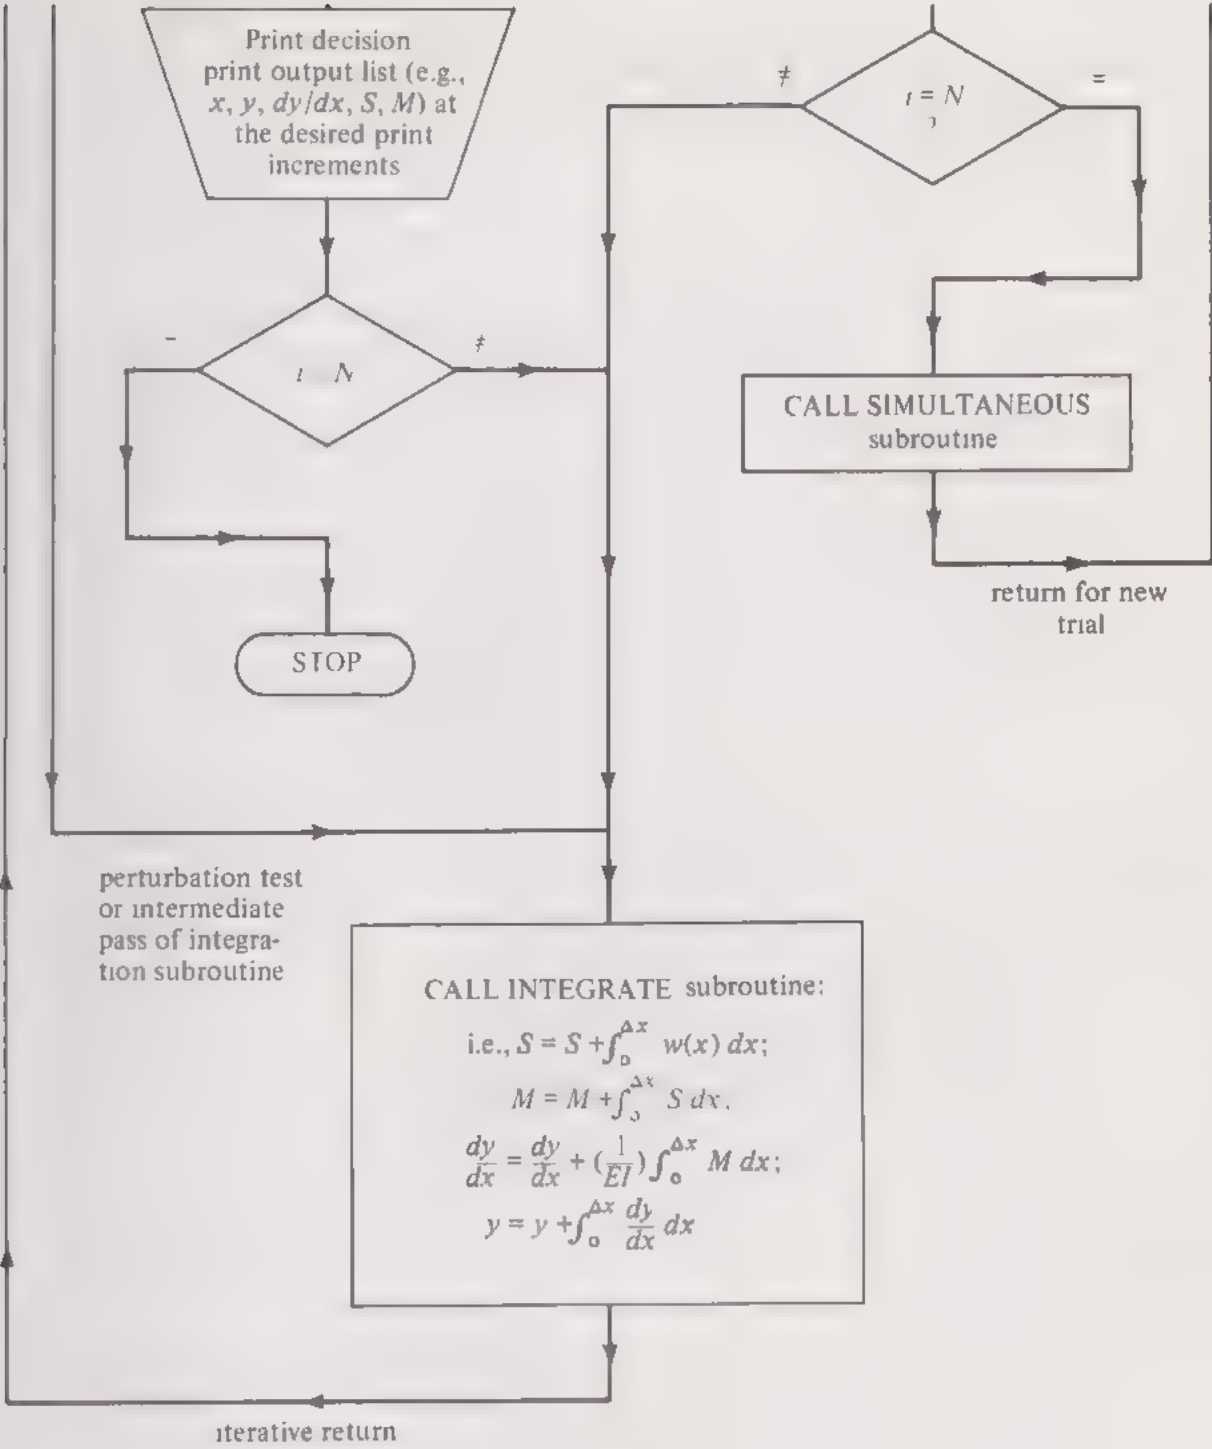 Print decision
print output list (e.g.,
x, y, dy/dx, S, M) at
the desired print
increments
≠
=
i = N
?
≠
i = N
CALL SIMULTANEOUS
subroutine
return for new
trial
STOP
perturbation test
or intermediate
pass of integra-
tion subroutine
CALL INTEGRATE subroutine:
i.e., S = S + ∫₀^Δx w(x) dx;
M = M + ∫₀^Δx S dx,
dy/dx = dy/dx + (1/EI) ∫₀^Δx M dx;
y = y + ∫₀^Δx dy/dx dx
iterative return